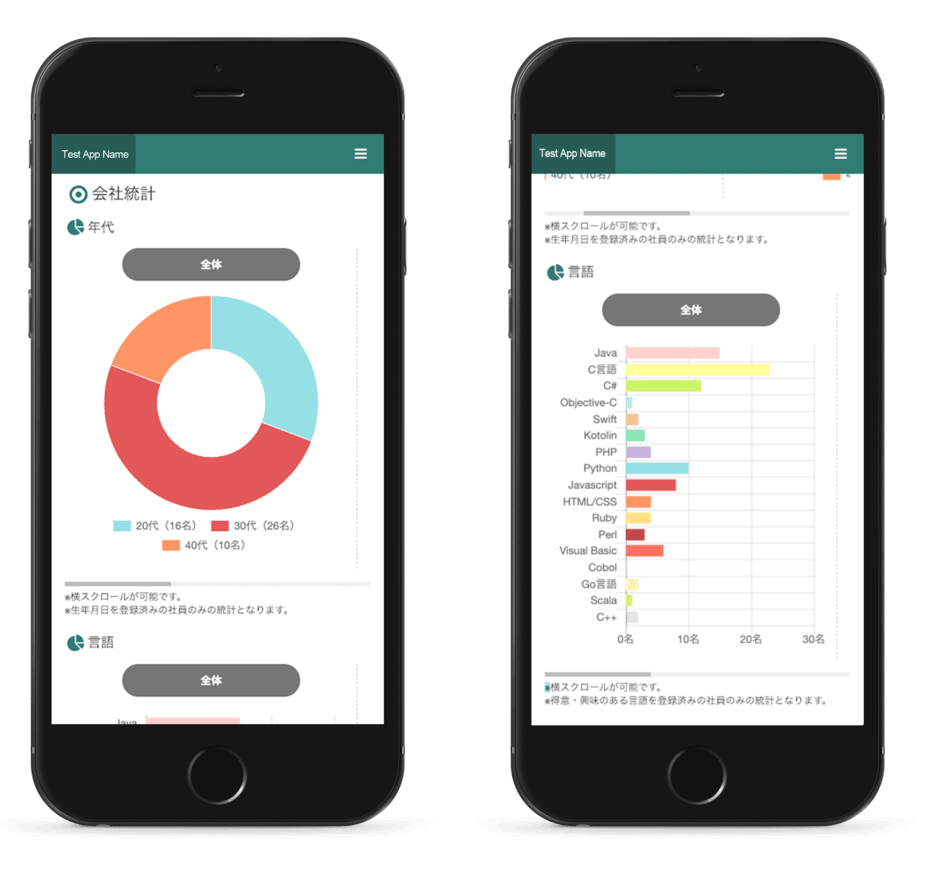 Test App Name
会社統計
年代
全体
20代（16名） 30代（26名）
40代（10名）
※横スクロールが可能です。
※生年月日を登録済みの社員のみの統計となります。
言語
全体
Java
Test App Name
40代（10名） 4
※横スクロールが可能です。
※生年月日を登録済みの社員のみの統計となります。
言語
全体
Java
C言語
C#
Objective-C
Swift
Kotolin
PHP
Python
Javascript
HTML/CSS
Ruby
Perl
Visual Basic
Cobol
Go言語
Scala
C++
0名 10名 20名 30名
※横スクロールが可能です。
※得意・興味のある言語を登録済みの社員のみの統計となります。